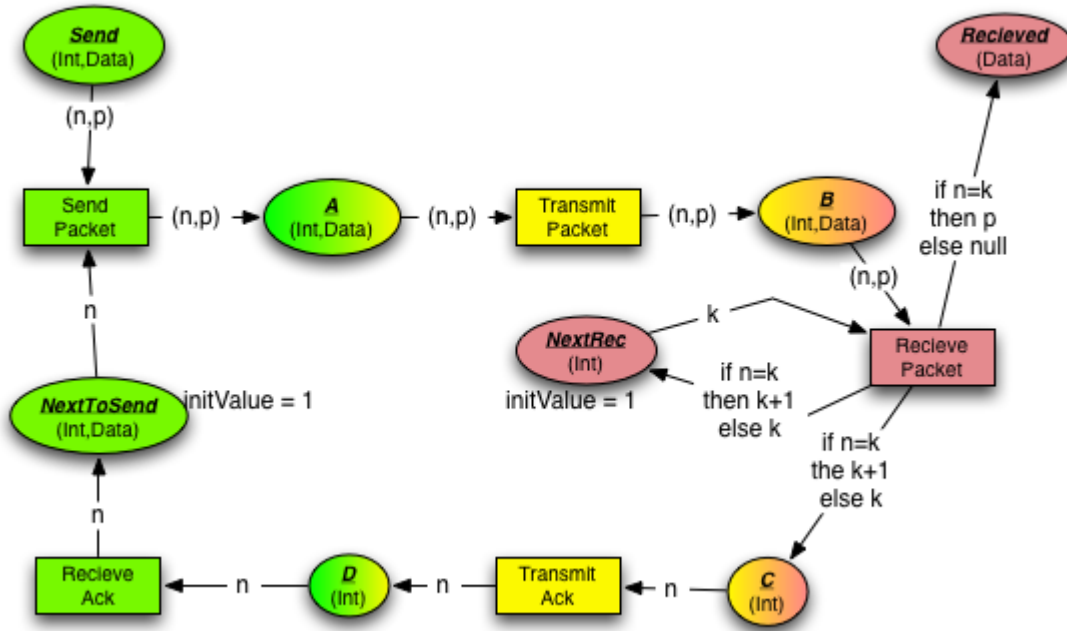 Send
(Int,Data)
Recieved
(Data)
(n,p)
Send
Packet
(n,p)
A
(Int,Data)
(n,p)
Transmit
Packet
(n,p)
B
(Int,Data)
if n=k
then p
else null
(n,p)
n
NextRec
(Int)
k
initValue = 1
Recieve
Packet
if n=k
then k+1
else k
NextToSend
(Int,Data)
initValue = 1
if n=k
the k+1
else k
n
Recieve
Ack
n
D
(Int)
n
Transmit
Ack
n
C
(Int)